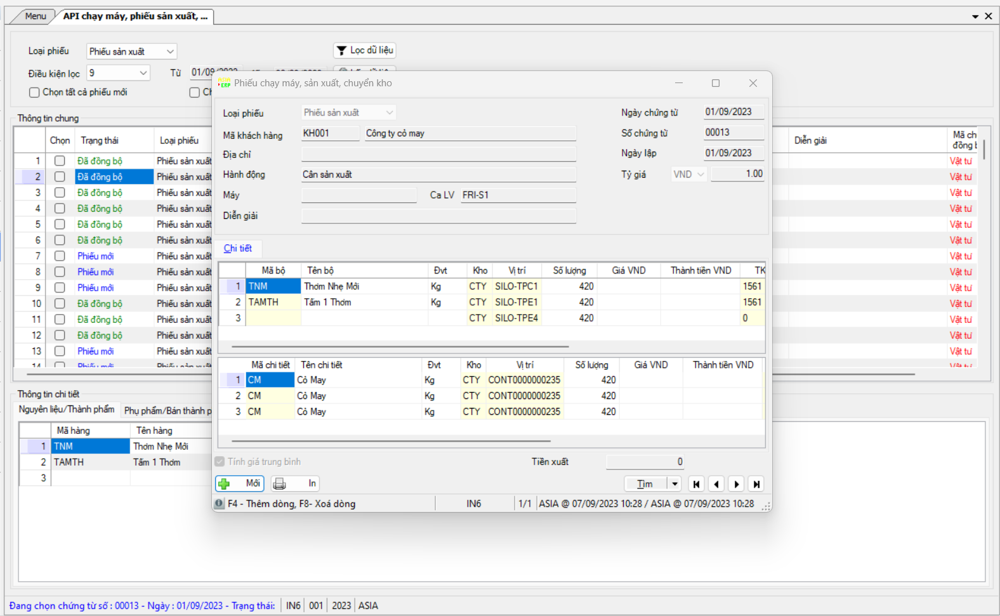 Menu
API chạy máy, phiếu sản xuất, ...
Loại phiếu
Phiếu sản xuất
Lọc dữ liệu
Điều kiện lọc
9
Từ
01/09/2023
Chọn tất cả phiếu mới
Thông tin chung
Chọn Trạng thái Loại phiếu Diễn giải
1 Đã đồng bộ Phiếu sản xuất Vật tư
2 Đã đồng bộ Phiếu sản xuất Vật tư
3 Đã đồng bộ Phiếu sản xuất Vật tư
4 Đã đồng bộ Phiếu sản xuất Vật tư
5 Đã đồng bộ Phiếu sản xuất Vật tư
6 Đã đồng bộ Phiếu sản xuất Vật tư
7 Phiếu mới Phiếu sản xuất Vật tư
8 Phiếu mới Phiếu sản xuất Vật tư
9 Phiếu mới Phiếu sản xuất Vật tư
10 Đã đồng bộ Phiếu sản xuất Vật tư
11 Đã đồng bộ Phiếu sản xuất Vật tư
12 Đã đồng bộ Phiếu sản xuất Vật tư
13 Phiếu mới Phiếu sản xuất Vật tư
14 Phiếu mới Phiếu sản xuất Vật tư
Thông tin chi tiết
Nguyên liệu/Thành phẩm
Phụ phẩm/Bán thành p
Mã hàng Tên hàng
1 TNM Thơm Nhẹ Mới
2 TAMTH Tấm 1 Thơm
3
ASIA ERP
Phiếu chạy máy, sản xuất, chuyển kho
Loại phiếu Phiếu sản xuất
Ngày chứng từ 01/09/2023
Mã khách hàng KH001 Công ty cỏ may
Số chứng từ 00013
Địa chỉ
Ngày lập 01/09/2023
Hành động Cân sản xuất
Tỷ giá VND 1.00
Máy
Ca LV FRI-S1
Diễn giải
Chi tiết
Mã bộ Tên bộ Đvt Kho Vị trí Số lượng Giá VND Thành tiền VND TK
1 TNM Thơm Nhẹ Mới Kg CTY SILO-TPC1 420 1561
2 TAMTH Tấm 1 Thơm Kg CTY SILO-TPE1 420 1561
3 CTY SILO-TPE4 420 0
Mã chi tiết Tên chi tiết Đvt Kho Vị trí Số lượng Giá VND Thành tiền VND
1 CM Cỏ May Kg CTY CONT0000000235 420
2 CM Cỏ May Kg CTY CONT0000000235 420
3 CM Cỏ May Kg CTY CONT0000000235 420
Tính giá trung bình
Tiền xuất 0
Mới
In
Tìm
F4 - Thêm dòng, F8- Xoá dòng
IN6
1/1
ASIA @ 07/09/2023 10:28 / ASIA @ 07/09/2023 10:28
Đang chọn chứng từ số : 00013 - Ngày : 01/09/2023 - Trạng thái:
IN6 001 2023 ASIA